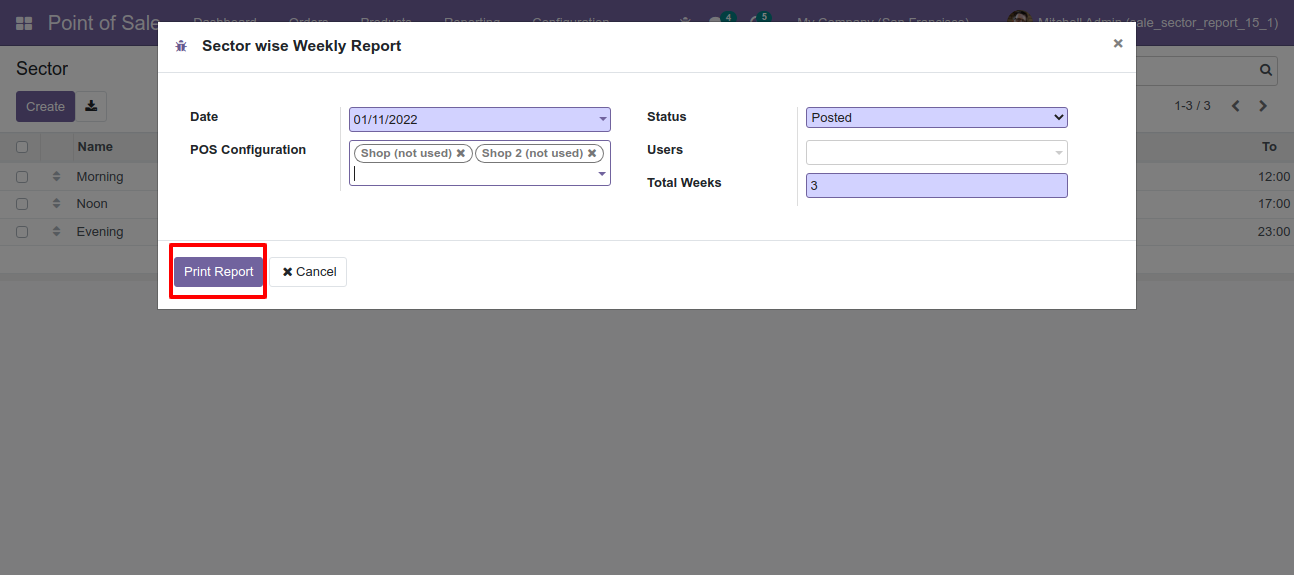 Point of Sale Dashboard Orders Products Reporting Configuration 4 5 My Company (San Francisco) Mitchell Admin (sale_sector_report_15_1)
Sector wise Weekly Report
Sector
Create
1-3 / 3
Date 01/11/2022 Status Posted
POS Configuration Shop (not used) Shop 2 (not used) Users
Total Weeks 3
Name To
Morning 12:00
Noon 17:00
Evening 23:00
Print Report Cancel